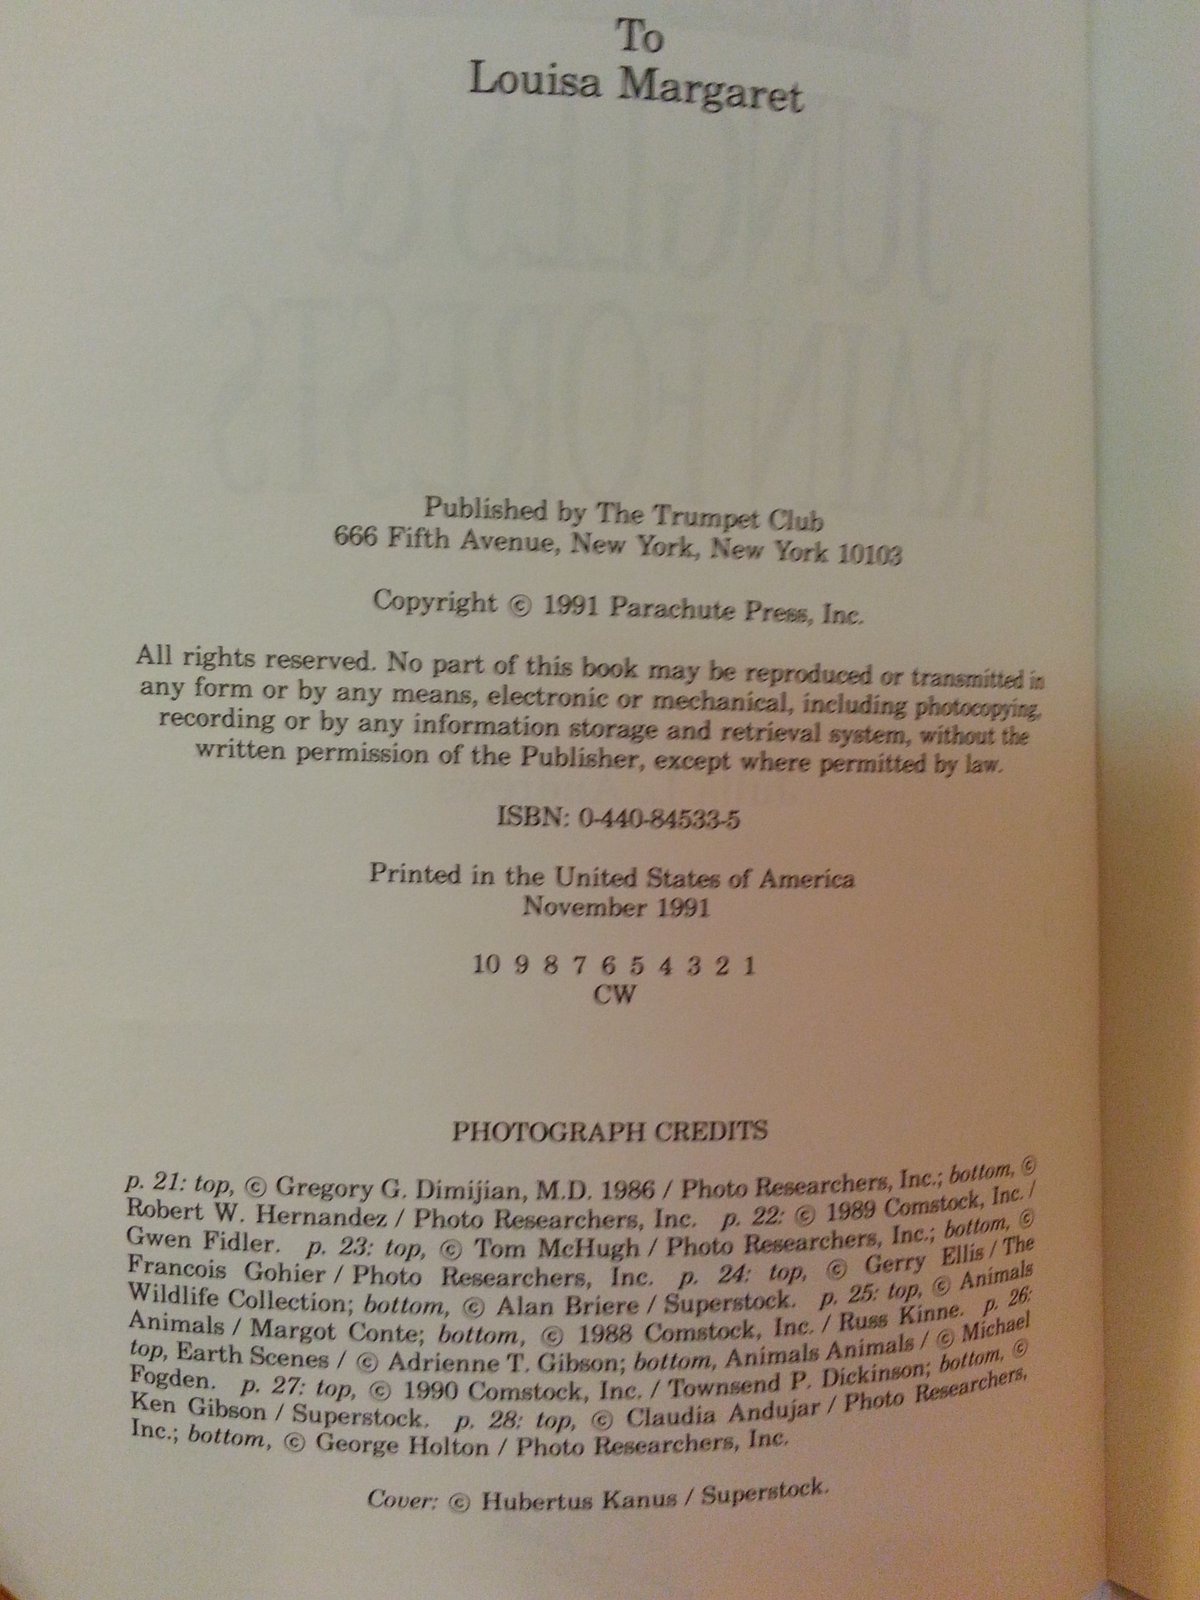 To
Louisa Margaret
Published by The Trumpet Club
666 Fifth Avenue, New York, New York 10103
Copyright © 1991 Parachute Press, Inc.
All rights reserved. No part of this book may be reproduced or transmitted in
any form or by any means, electronic or mechanical, including photocopying,
recording or by any information storage and retrieval system, without the
written permission of the Publisher, except where permitted by law.
ISBN: 0-440-84533-5
Printed in the United States of America
November 1991
10 9 8 7 6 5 4 3 2 1
CW
PHOTOGRAPH CREDITS
p. 21: top, © Gregory G. Dimijian, M.D. 1986 / Photo Researchers, Inc.; bottom, ©
Robert W. Hernandez / Photo Researchers, Inc. p. 22: © 1989 Comstock, Inc. /
Gwen Fidler. p. 23: top, © Tom McHugh / Photo Researchers, Inc.; bottom, ©
Francois Gohier / Photo Researchers, Inc. p. 24: top, © Gerry Ellis / The
Wildlife Collection; bottom, © Alan Briere / Superstock. p. 25: top, © Animals
Animals / Margot Conte; bottom, © 1988 Comstock, Inc. / Russ Kinne. p. 26:
top, Earth Scenes / © Adrienne T. Gibson; bottom, Animals Animals / © Michael
Fogden. p. 27: top, © 1990 Comstock, Inc. / Townsend P. Dickinson; bottom, ©
Ken Gibson / Superstock. p. 28: top, © Claudia Andujar / Photo Researchers,
Inc.; bottom, © George Holton / Photo Researchers, Inc.
Cover: © Hubertus Kanus / Superstock.